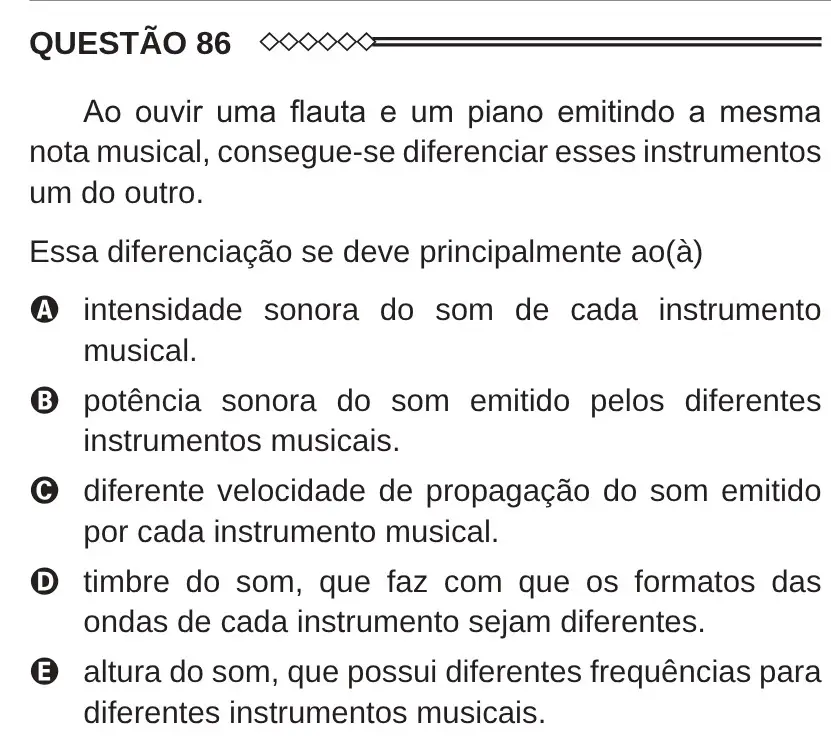 QUESTÃO 86
Ao ouvir uma flauta e um piano emitindo a mesma
nota musical, consegue-se diferenciar esses instrumentos
um do outro.
Essa diferenciação se deve principalmente ao(à)
A intensidade sonora do som de cada instrumento
musical.
B potência sonora do som emitido pelos diferentes
instrumentos musicais.
C diferente velocidade de propagação do som emitido
por cada instrumento musical.
D timbre do som, que faz com que os formatos das
ondas de cada instrumento sejam diferentes.
E altura do som, que possui diferentes frequências para
diferentes instrumentos musicais.